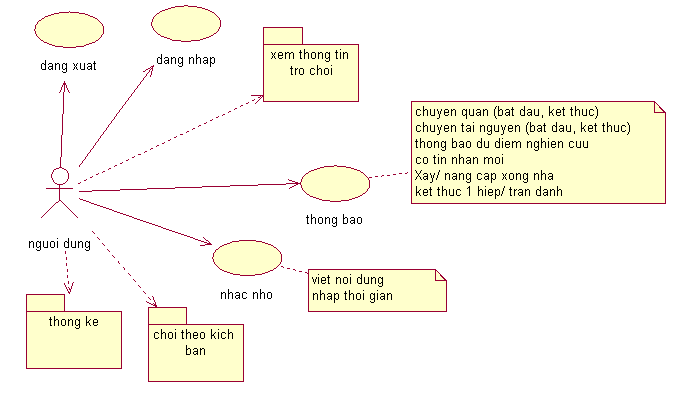 dang xuat
dang nhap
xem thong tin
tro choi
chuyen quan (bat dau, ket thuc)
chuyen tai nguyen (bat dau, ket thuc)
thong bao du diem nghien cuu
co tin nhan moi
Xay/ nang cap xong nha
ket thuc 1 hiep/ tran danh
thong bao
nguoi dung
nhac nho
viet noi dung
nhap thoi gian
thong ke
choi theo kich
ban